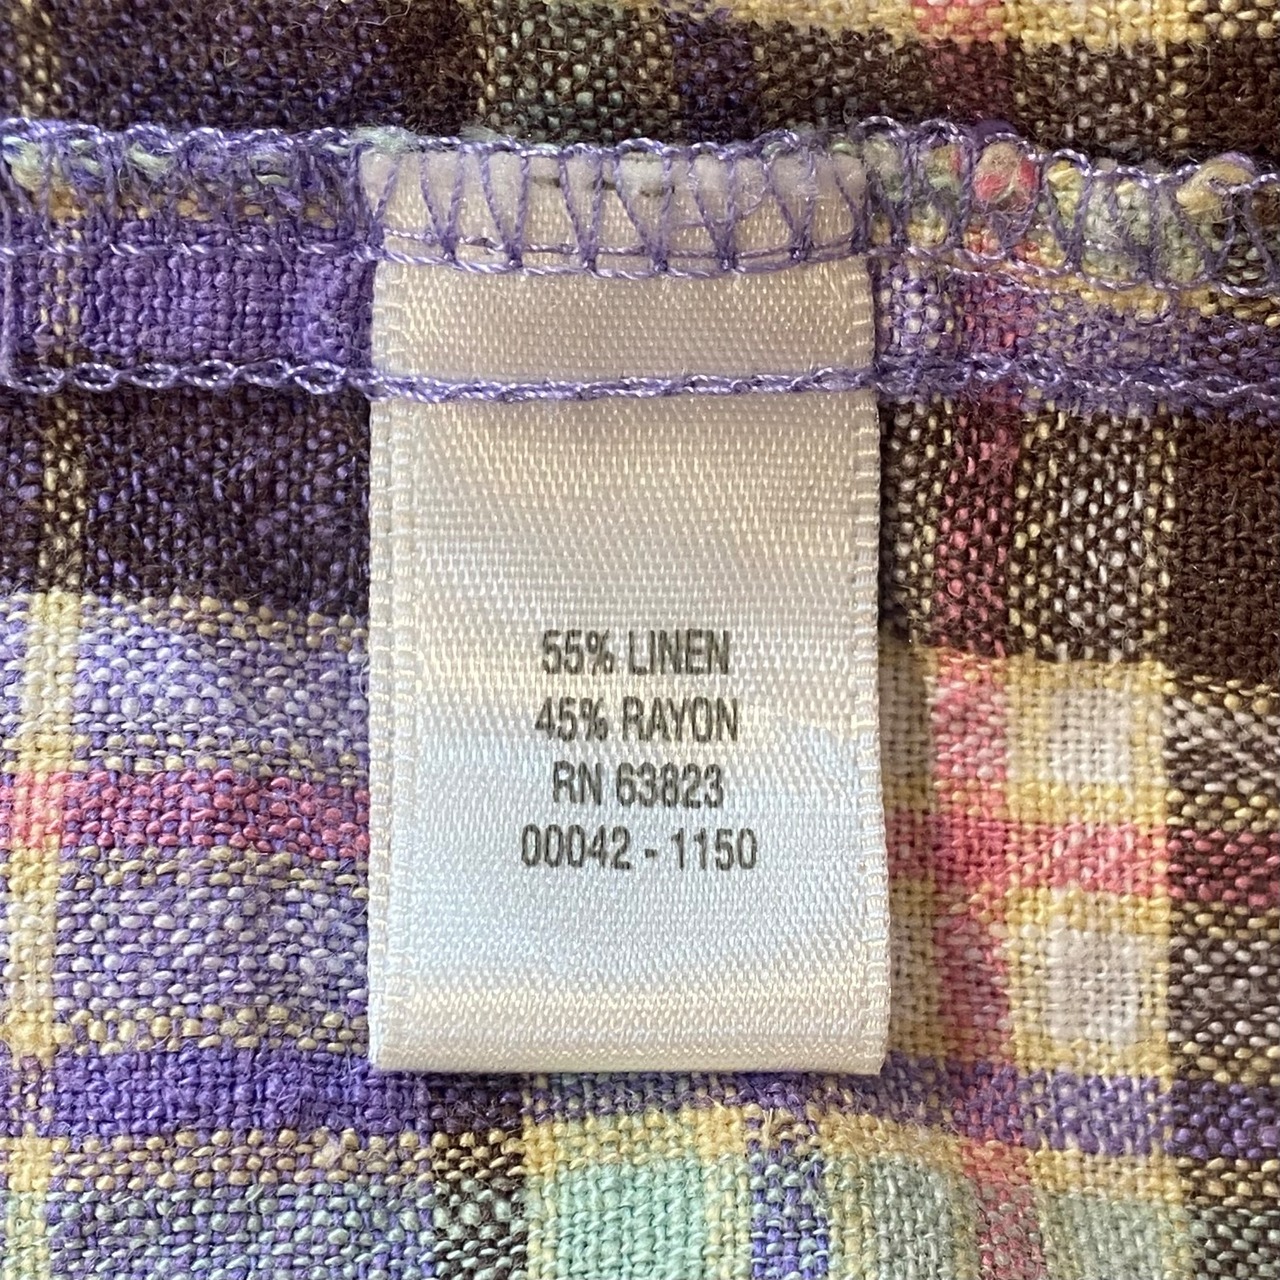 55% LINEN
45% RAYON
RN 63823
00042 - 1150